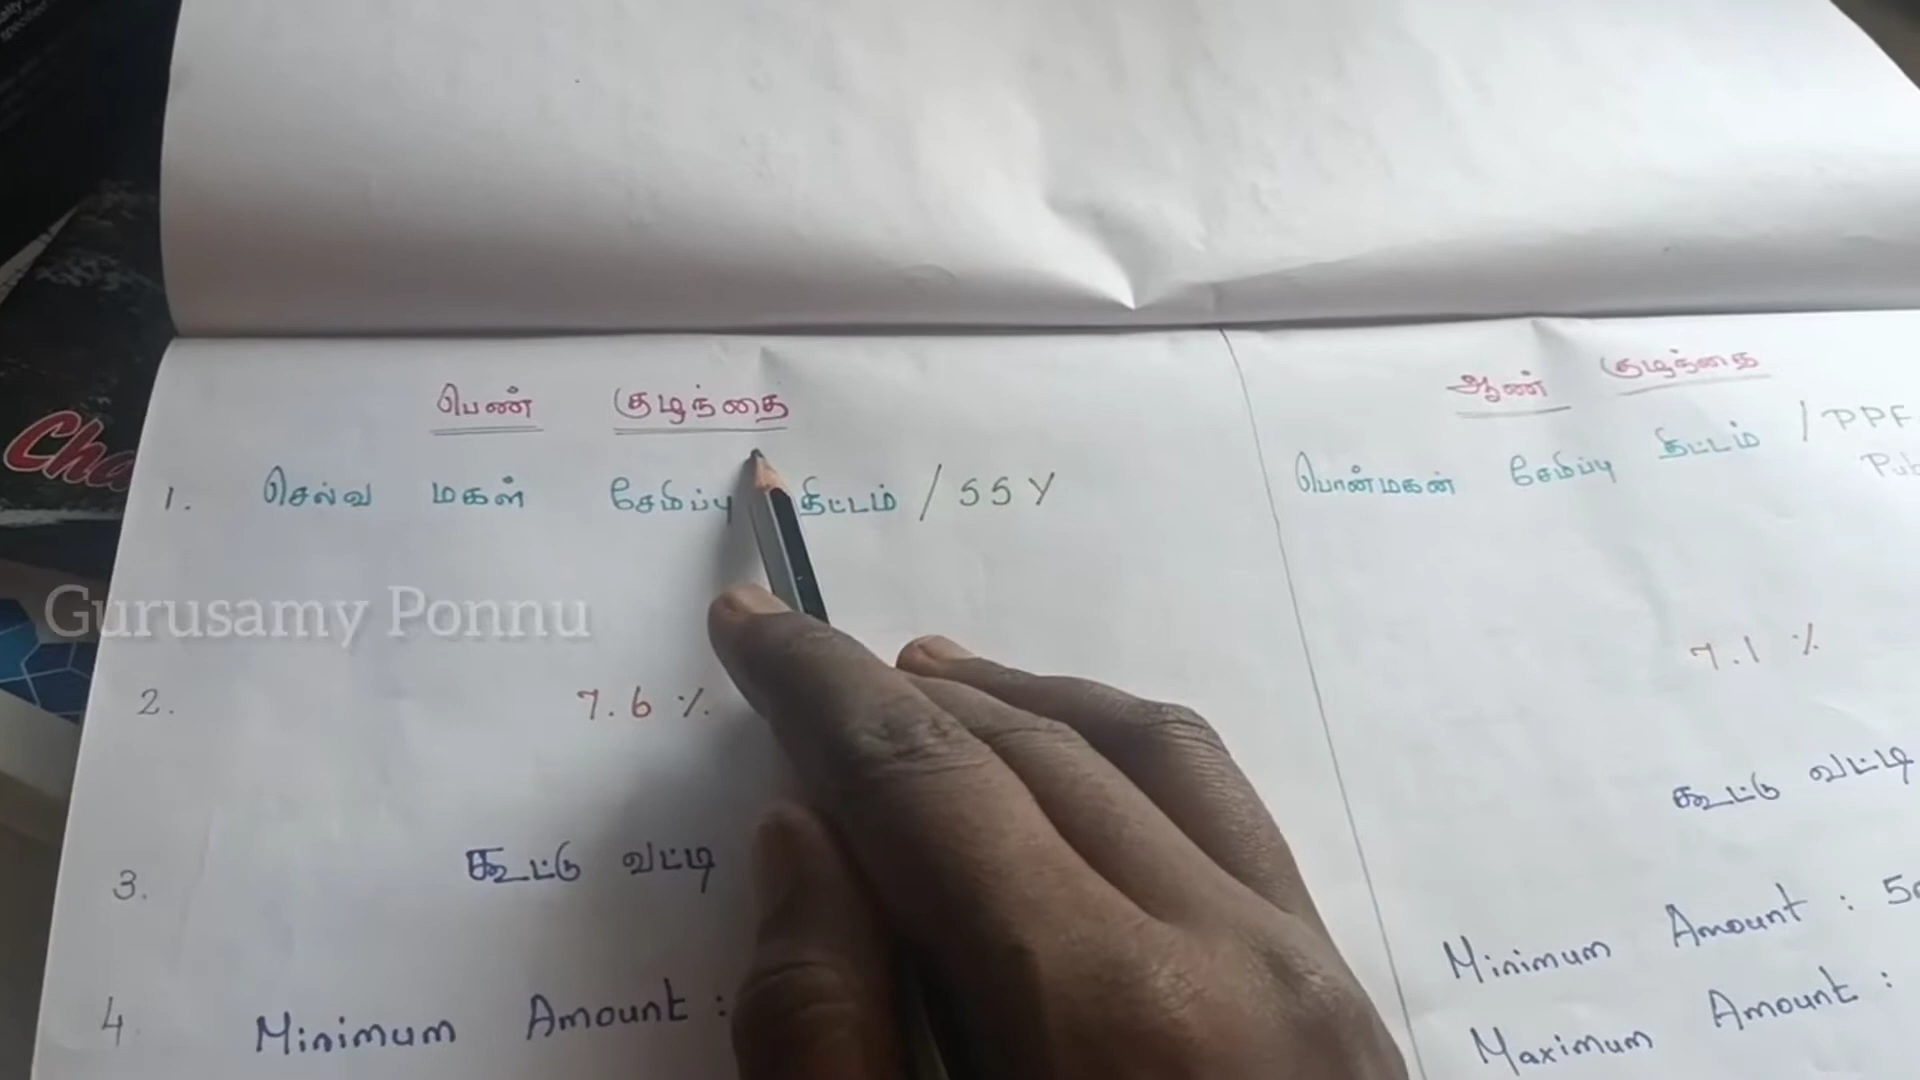 பெண் குழந்தை
1. செல்வ மகள் சேமிப்பு திட்டம் / SSY
2. 7.6 %
3. கூட்டு வட்டி
4 Minimum Amount :
ஆண் குழந்தை
பொன்மகன் சேமிப்பு திட்டம் / PPF
7.1 %
கூட்டு வட்டி
Minimum Amount :
Maximum Amount :
Gurusamy Ponnu